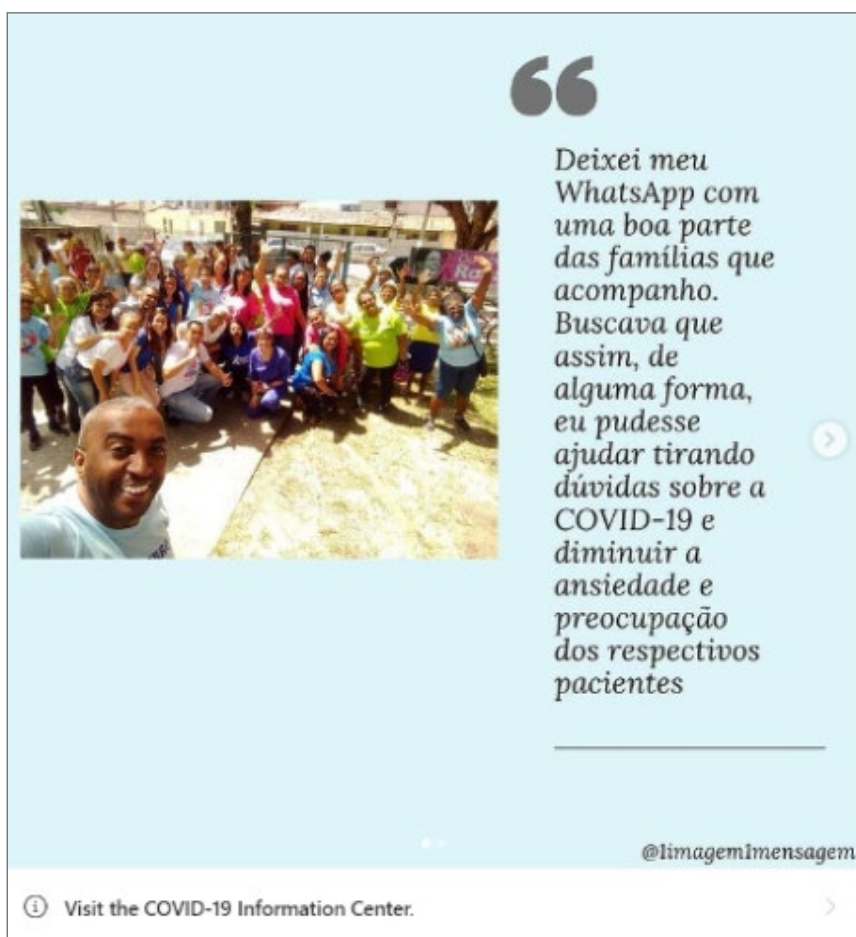 “
Deixei meu
WhatsApp com
uma boa parte
das famílias que
acompanho.
Buscava que
assim, de
alguma forma,
eu pudesse
ajudar tirando
dúvidas sobre a
COVID-19 e
diminuir a
ansiedade e
preocupação
dos respectivos
pacientes
@1imagem1mensagem
Visit the COVID-19 Information Center.